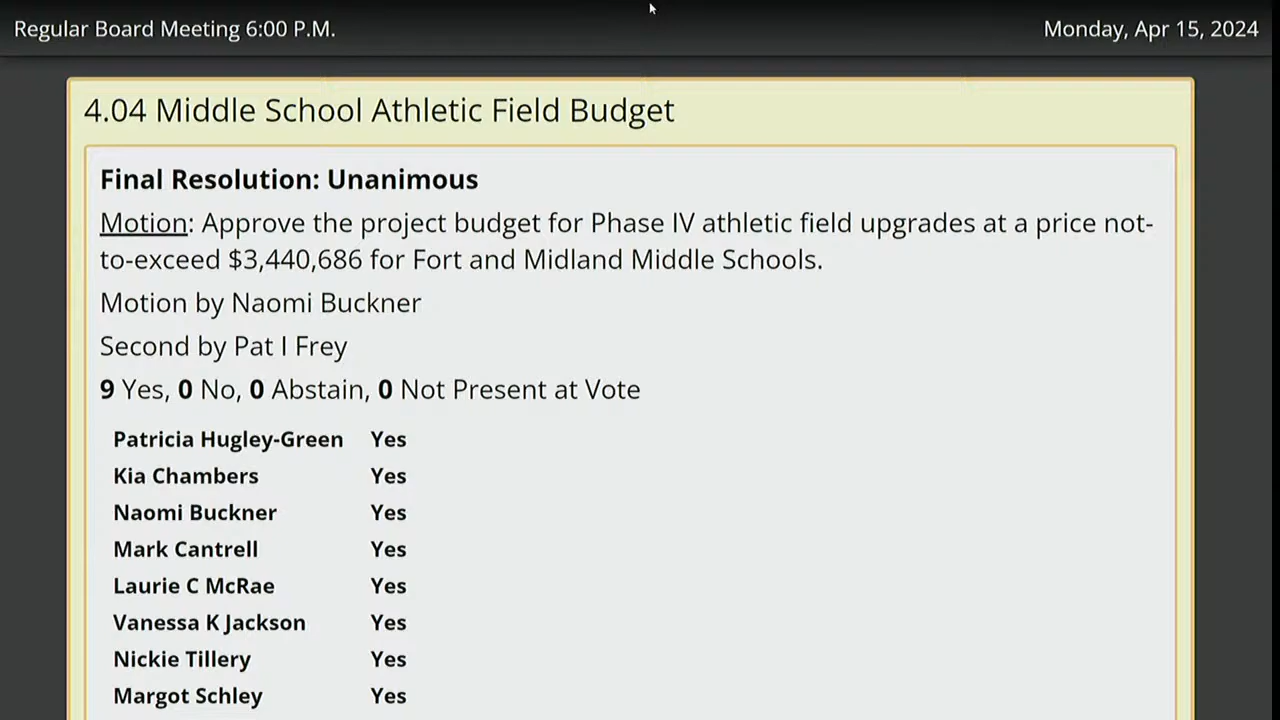 Regular Board Meeting 6:00 P.M.
Monday, Apr 15, 2024
4.04 Middle School Athletic Field Budget
Final Resolution: Unanimous
Motion: Approve the project budget for Phase IV athletic field upgrades at a price not-
to-exceed $3,440,686 for Fort and Midland Middle Schools.
Motion by Naomi Buckner
Second by Pat I Frey
9 Yes, 0 No, 0 Abstain, 0 Not Present at Vote
Patricia Hugley-Green Yes
Kia Chambers Yes
Naomi Buckner Yes
Mark Cantrell Yes
Laurie C McRae Yes
Vanessa K Jackson Yes
Nickie Tillery Yes
Margot Schley Yes